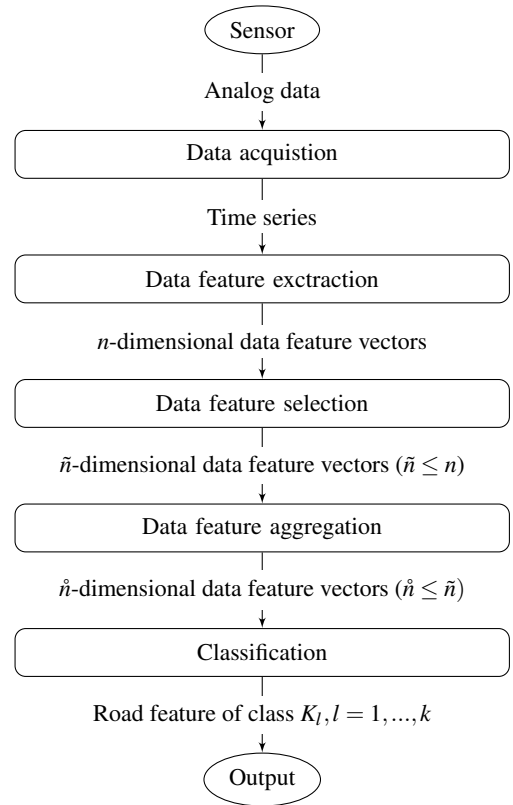 Sensor
Analog data
Data acquistion
Time series
Data feature exctraction
n-dimensional data feature vectors
Data feature selection
ñ-dimensional data feature vectors (ñ ≤ n)
Data feature aggregation
n̊-dimensional data feature vectors (n̊ ≤ ñ)
Classification
Road feature of class K_l, l = 1, ..., k
Output